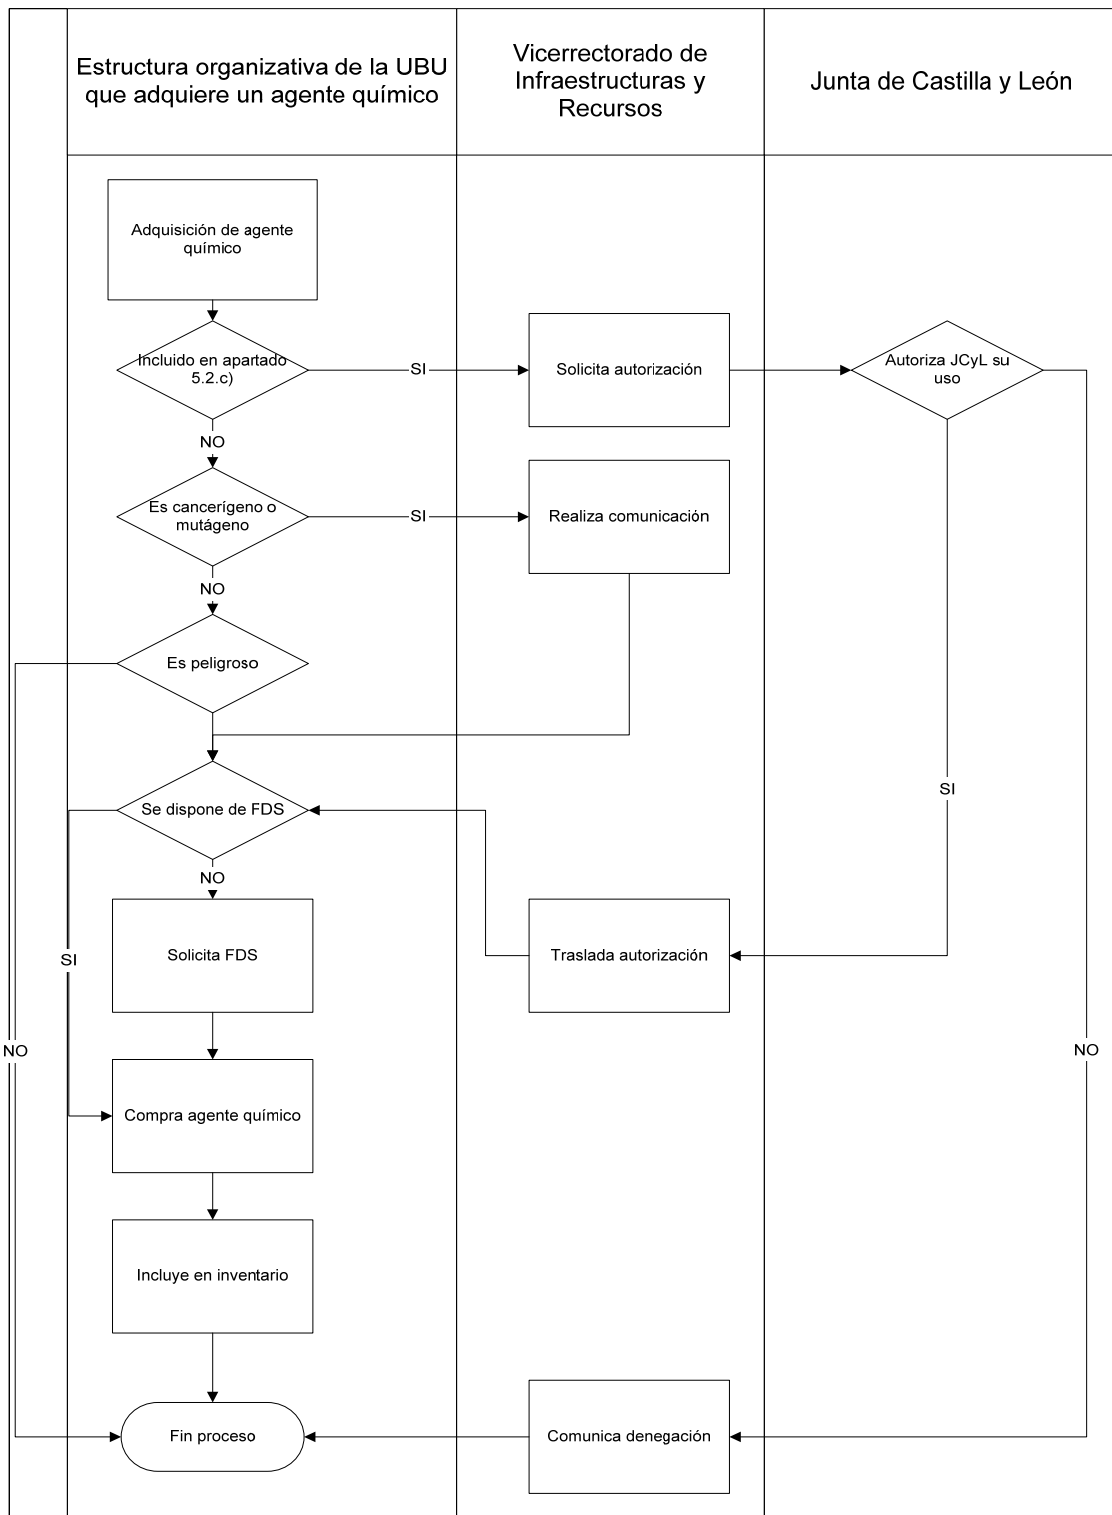 Estructura organizativa de la UBU
que adquiere un agente químico
Vicerrectorado de
Infraestructuras y
Recursos
Junta de Castilla y León
Adquisición de agente
químico
Incluido en apartado
5.2.c)
SI
Solicita autorización
Autoriza JCyL su
uso
NO
Es cancerígeno o
mutágeno
SI
Realiza comunicación
NO
Es peligroso
SI
Se dispone de FDS
NO
Solicita FDS
Traslada autorización
SI
NO
NO
Compra agente químico
Incluye en inventario
Fin proceso
Comunica denegación